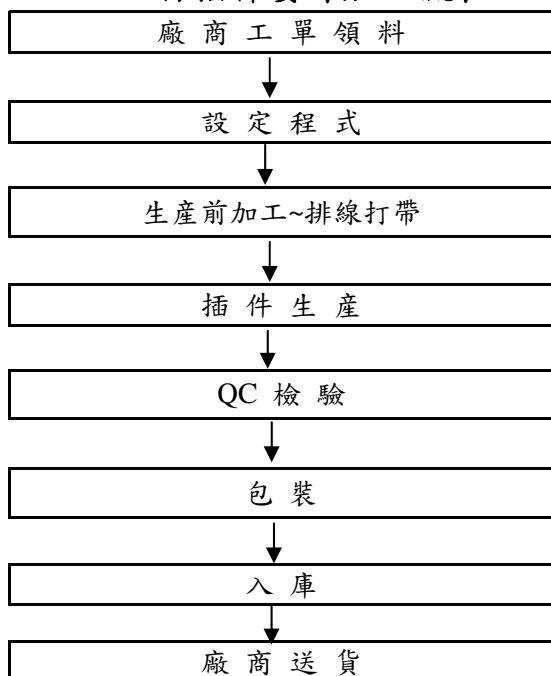 廠商工單領料
設定程式
生產前加工~排線打帶
插件生產
QC 檢驗
包裝
入庫
廠商送貨